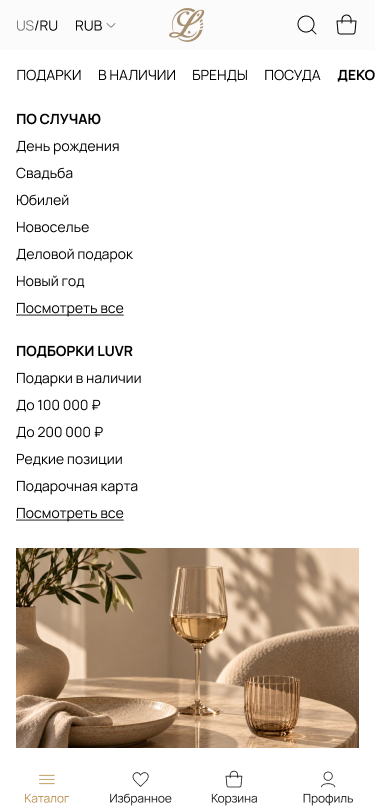 US/RU RUB
L
ПОДАРКИ В НАЛИЧИИ БРЕНДЫ ПОСУДА ДЕКО
ПО СЛУЧАЮ
День рождения
Свадьба
Юбилей
Новоселье
Деловой подарок
Новый год
Посмотреть все
ПОДБОРКИ LUVR
Подарки в наличии
До 100 000 ₽
До 200 000 ₽
Редкие позиции
Подарочная карта
Посмотреть все
Каталог Избранное Корзина Профиль